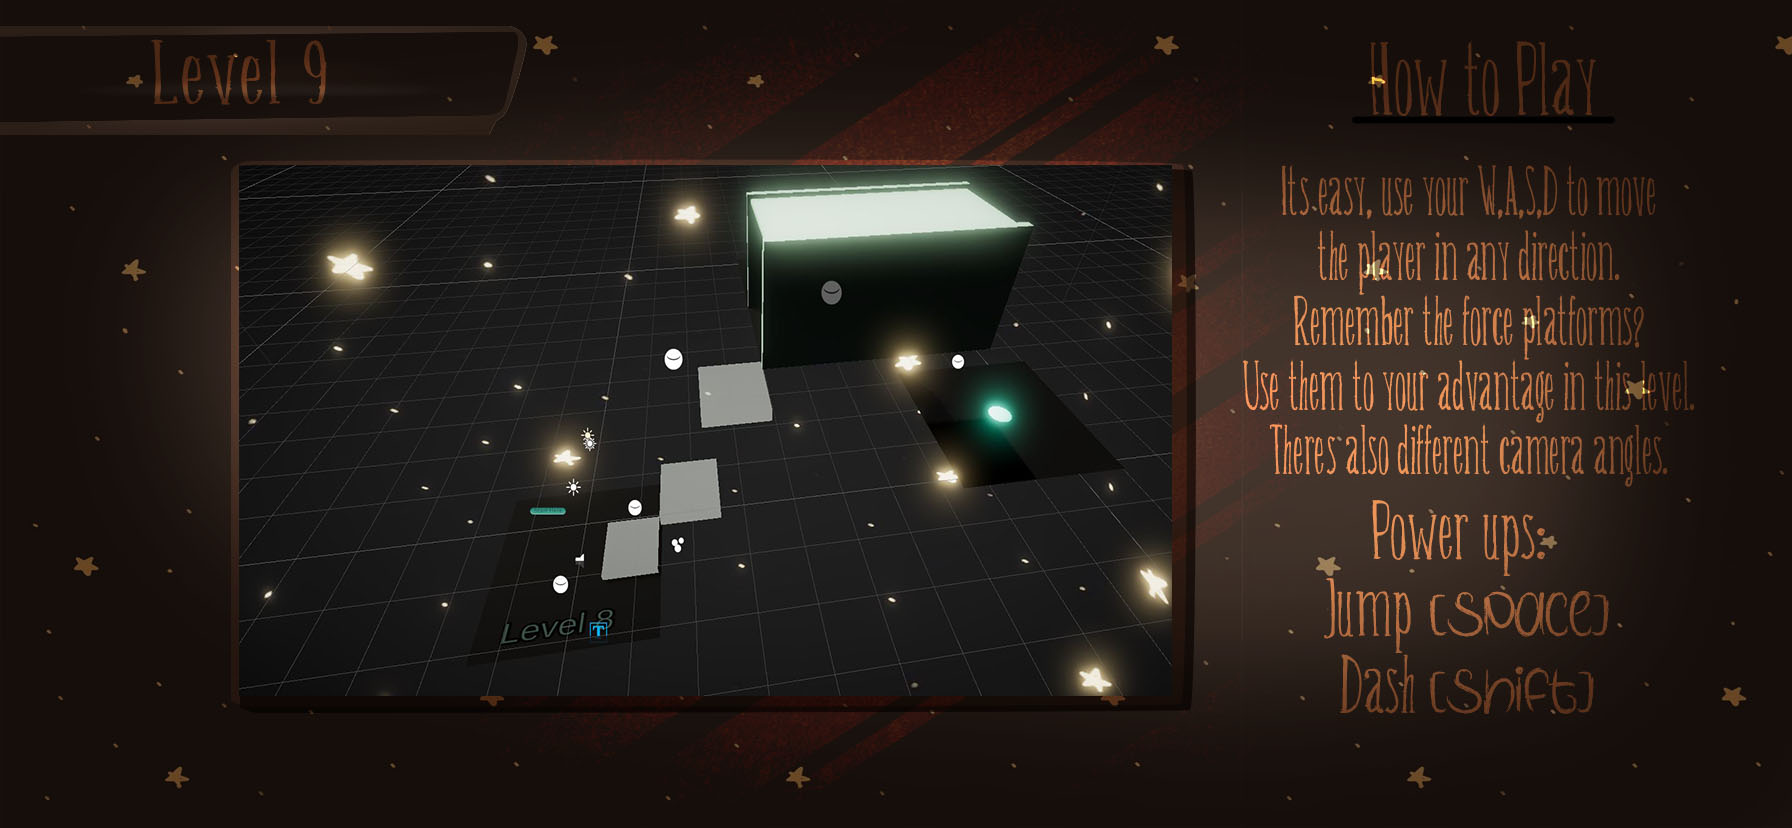 Level 9
How to Play
Its easy, use your W,A,S,D to move
the player in any direction.
Remember the force platforms?
Use them to your advantage in this level.
Theres also different camera angles.
Power ups:
Jump (space)
Dash (Shift)
Start Here
Level 8
T